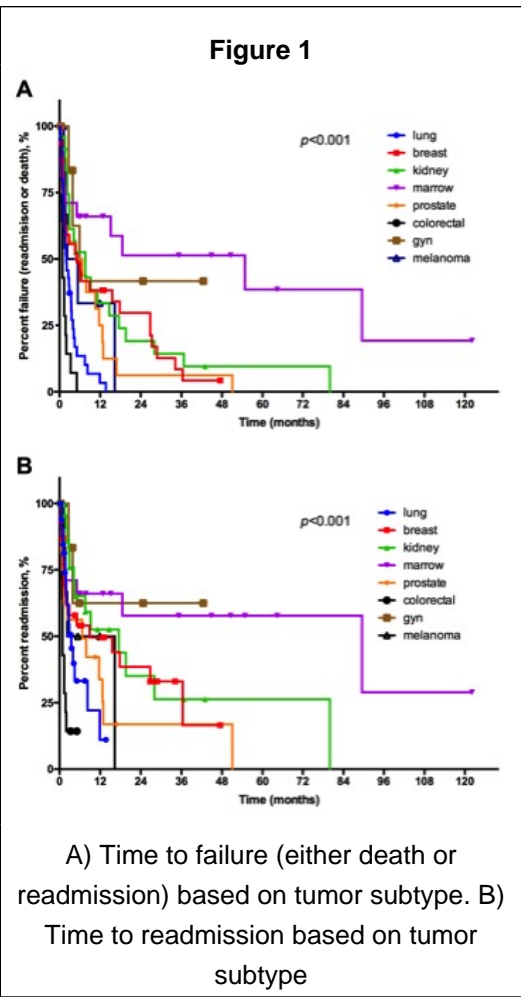 Figure 1
A
p<0.001
lung
breast
kidney
marrow
prostate
colorectal
gyn
melanoma
Percent failure (readmisison or death), %
100
75
50
25
0
0 12 24 36 48 60 72 84 96 108 120
Time (months)
B
p<0.001
lung
breast
kidney
marrow
prostate
colorectal
gyn
melanoma
Percent readmission, %
100
75
50
25
0
0 12 24 36 48 60 72 84 96 108 120
Time (months)
A) Time to failure (either death or
readmission) based on tumor subtype. B)
Time to readmission based on tumor
subtype